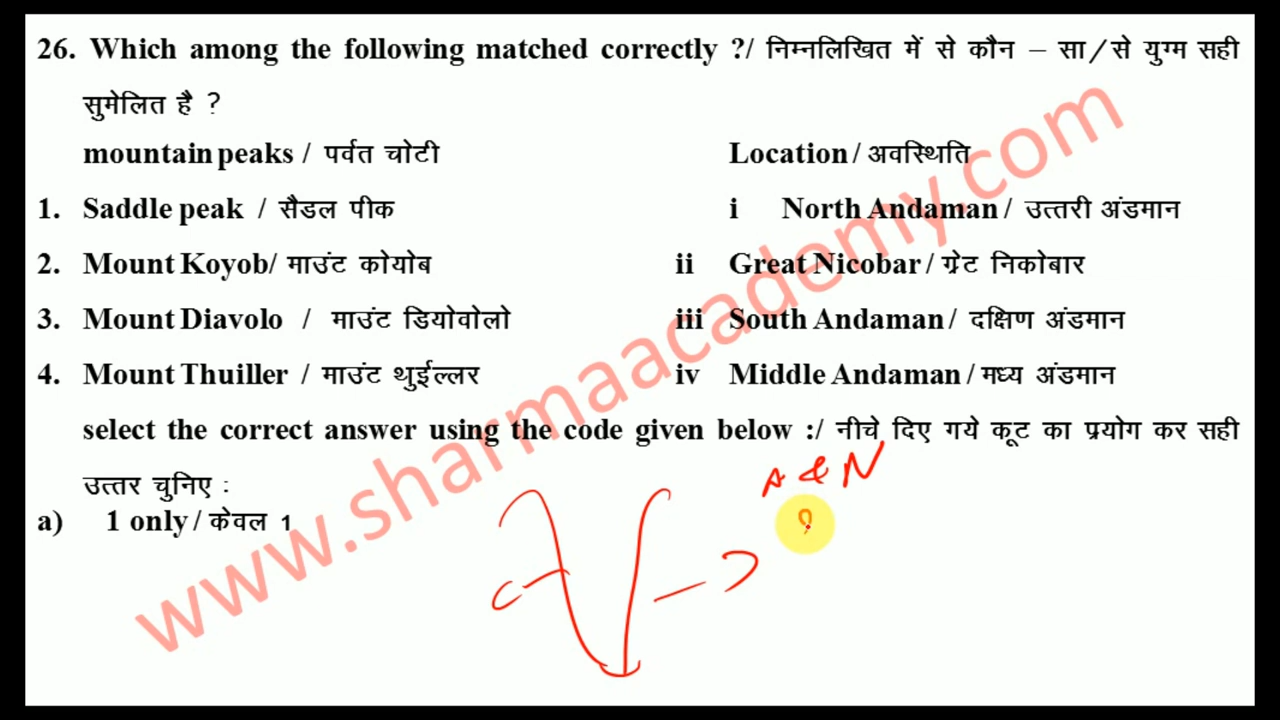 26. Which among the following matched correctly ?/ निम्नलिखित में से कौन – सा/से युग्म सही
सुमेलित है ?
mountain peaks / पर्वत चोटी Location / अवस्थिति
1. Saddle peak / सैडल पीक i North Andaman / उत्तरी अंडमान
2. Mount Koyob/ माउंट कोयोब ii Great Nicobar / ग्रेट निकोबार
3. Mount Diavolo / माउंट डियोवोलो iii South Andaman / दक्षिण अंडमान
4. Mount Thuiller / माउंट थुईल्लर iv Middle Andaman / मध्य अंडमान
select the correct answer using the code given below :/ नीचे दिए गये कूट का प्रयोग कर सही
उत्तर चुनिए :
A & N
a) 1 only / केवल 1
www.sharmaacademy.com